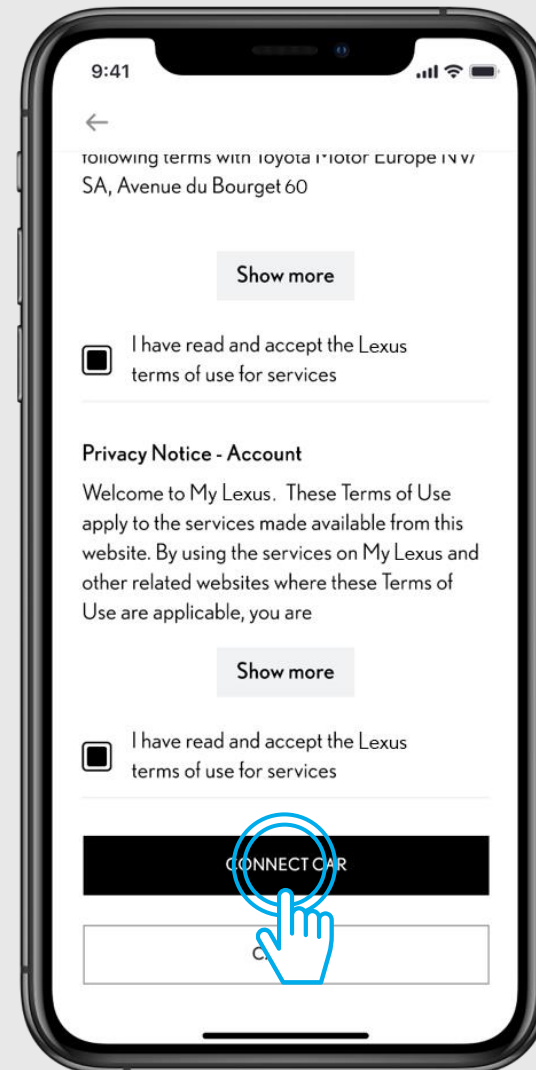 9:41
following terms with Toyota Motor Europe NV/
SA, Avenue du Bourget 60
Show more
I have read and accept the Lexus
terms of use for services
Privacy Notice - Account
Welcome to My Lexus. These Terms of Use
apply to the services made available from this
website. By using the services on My Lexus and
other related websites where these Terms of
Use are applicable, you are
Show more
I have read and accept the Lexus
terms of use for services
CONNECT CAR